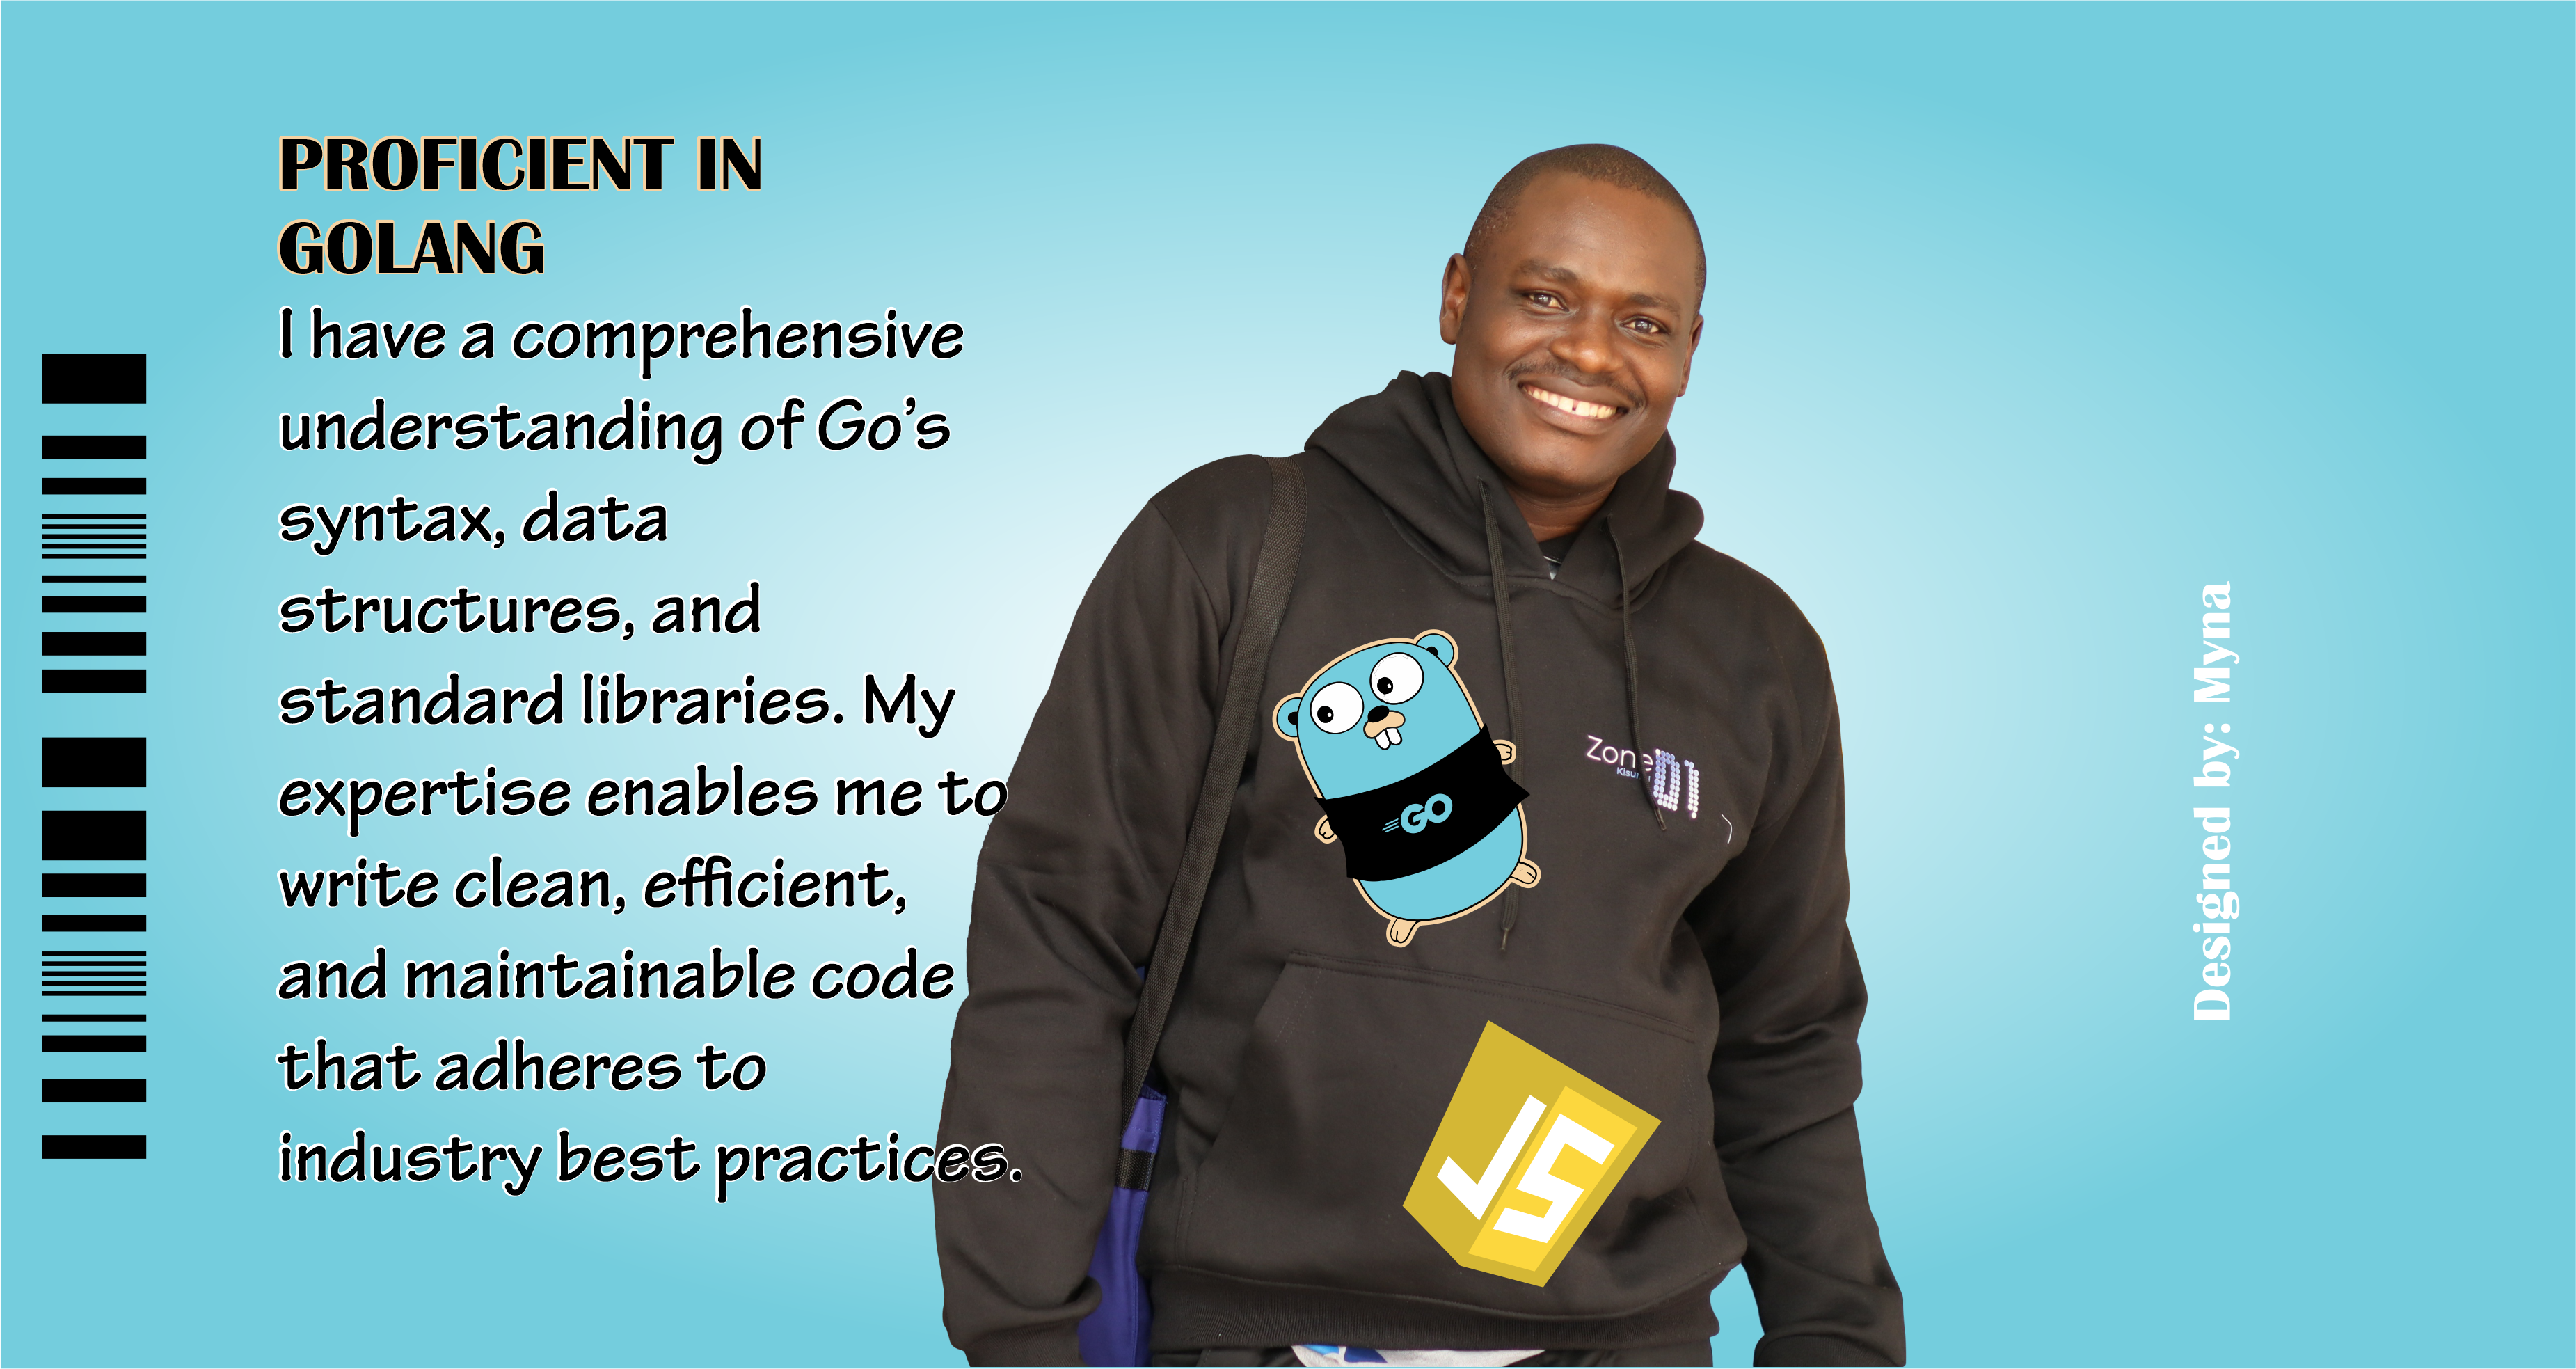 PROFICIENT IN
GOLANG
I have a comprehensive
understanding of Go’s
syntax, data
structures, and
standard libraries. My
expertise enables me to
write clean, efficient,
and maintainable code
that adheres to
industry best practices.
GO
Zone01
JS
Designed by: Myna